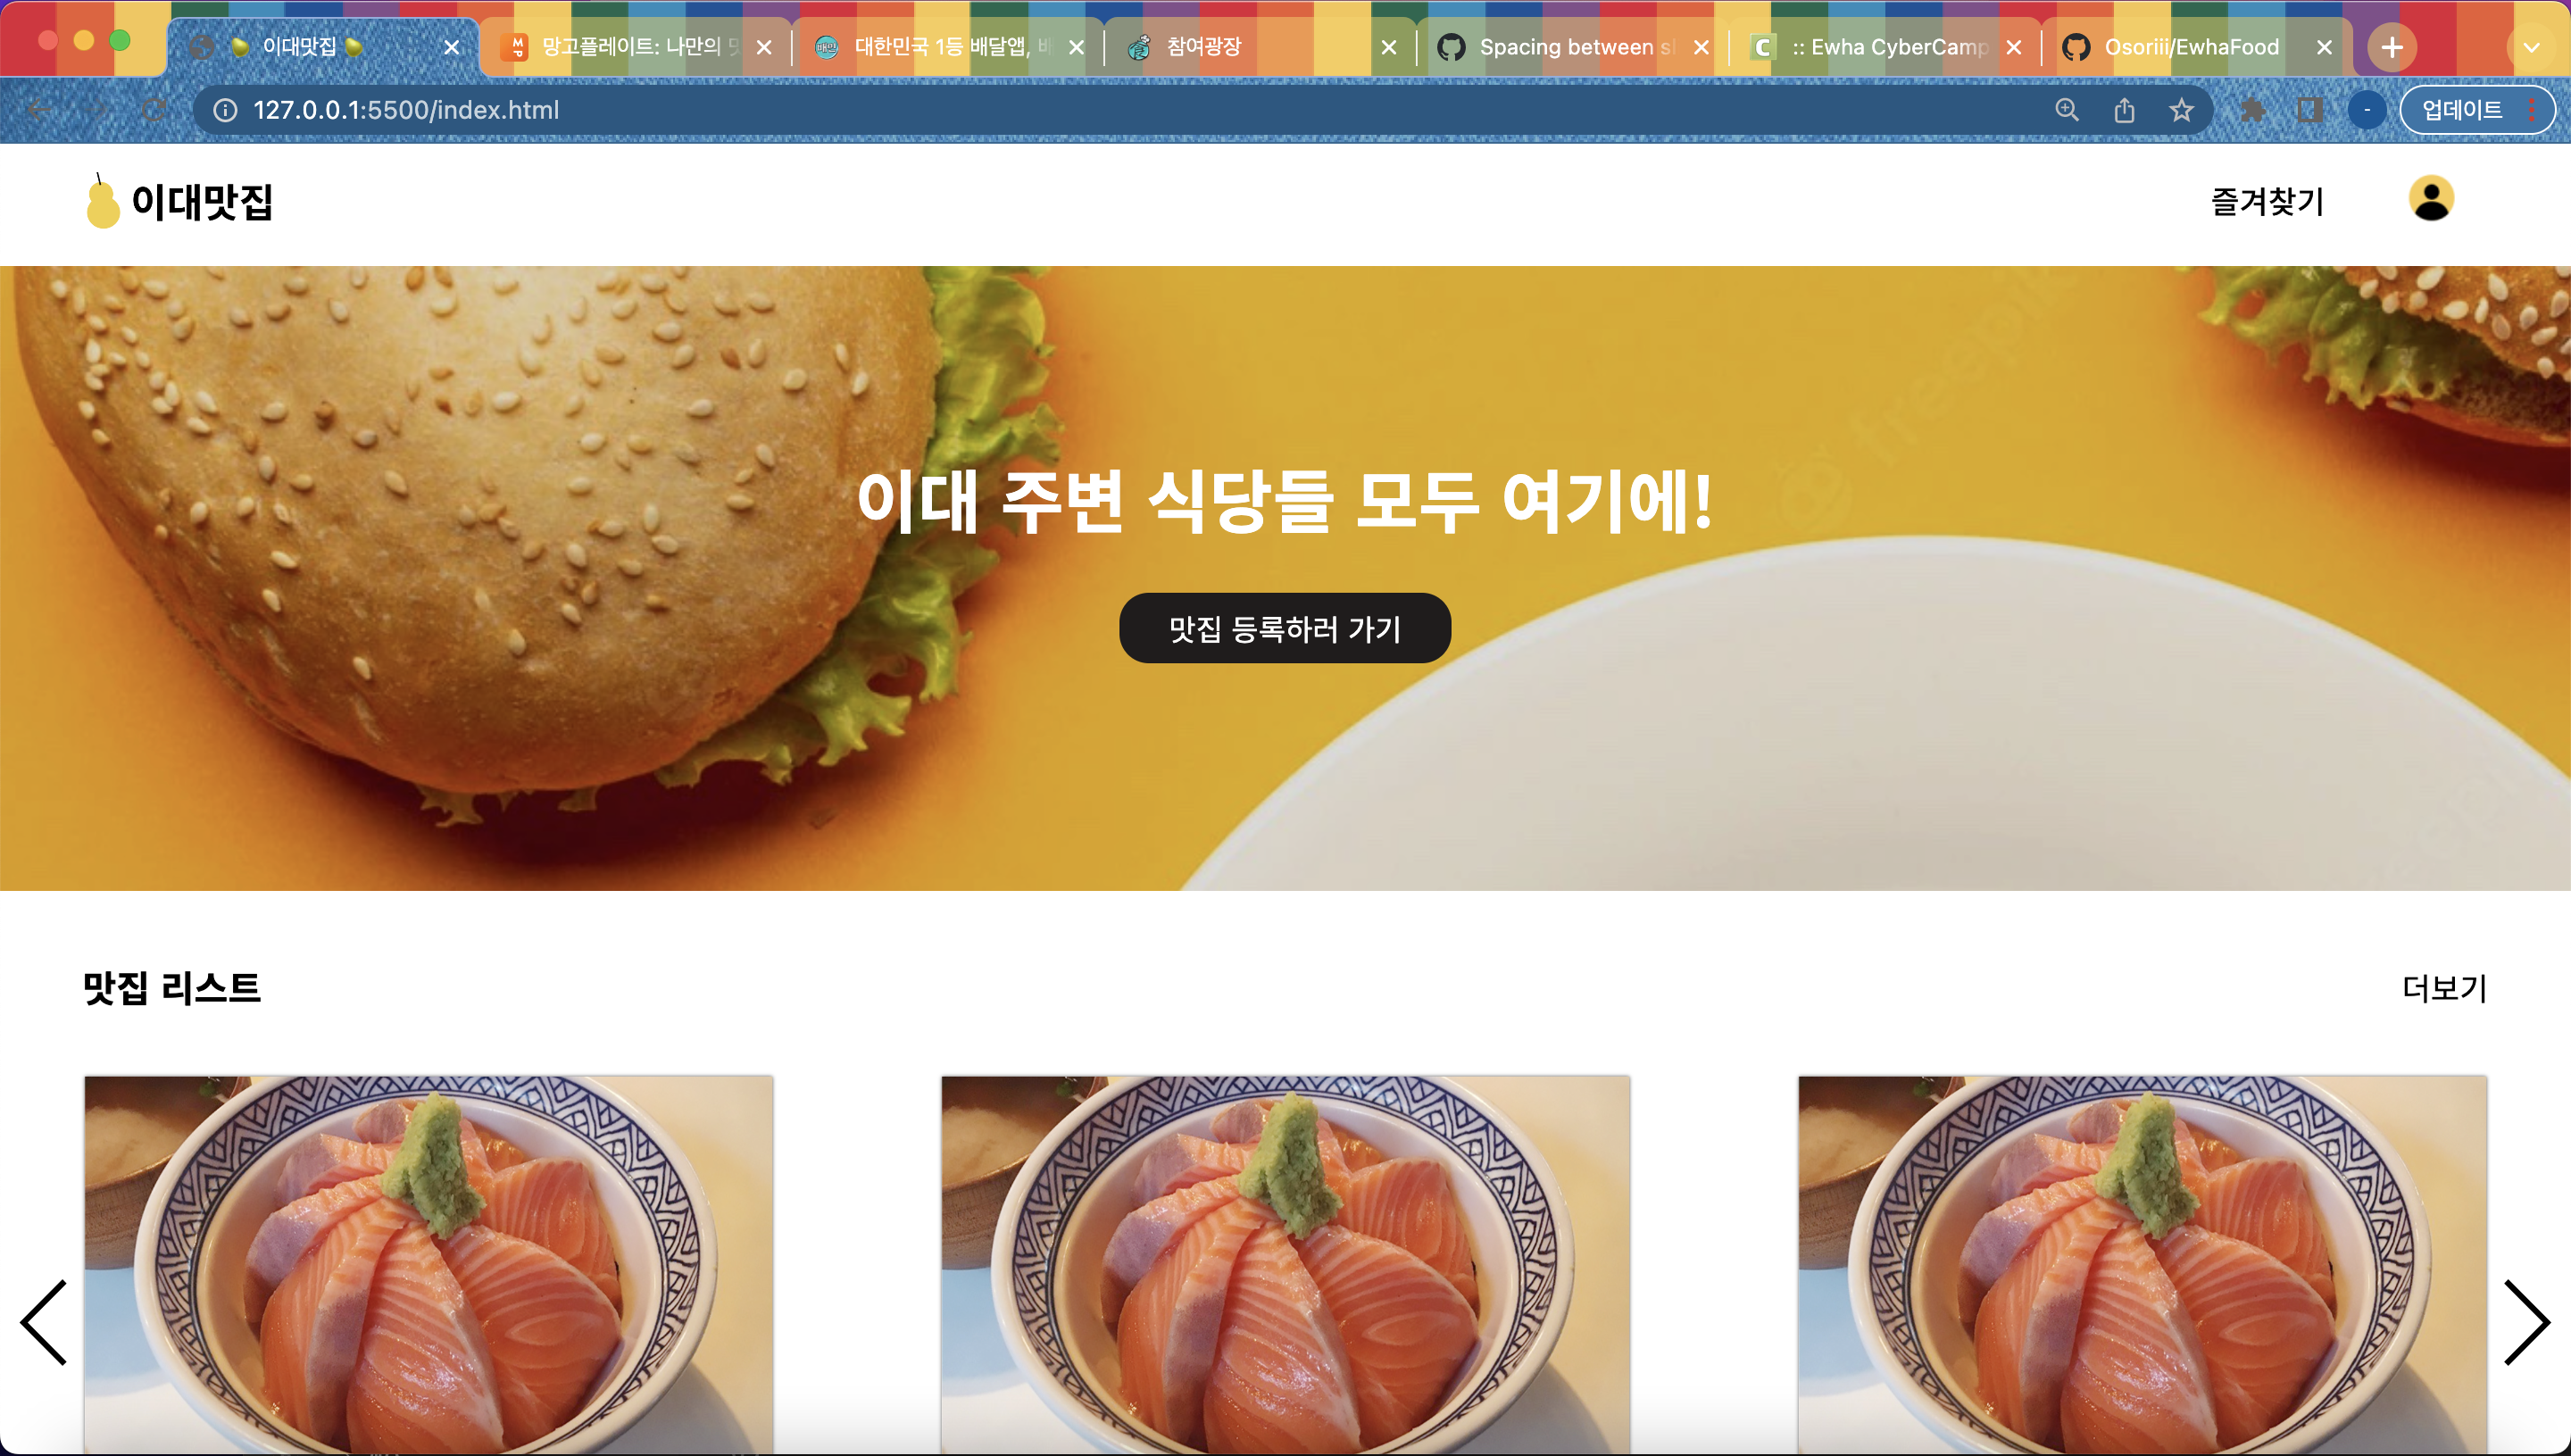 이대맛집
망고플레이트: 나만의
대한민국 1등 배달앱,
참여광장
Spacing between
:: Ewha CyberCamp
Osoriii/EwhaFood
127.0.0.1:5500/index.html
업데이트
이대맛집
즐겨찾기
freepik
이대 주변 식당들 모두 여기에!
맛집 등록하러 가기
맛집 리스트
더보기